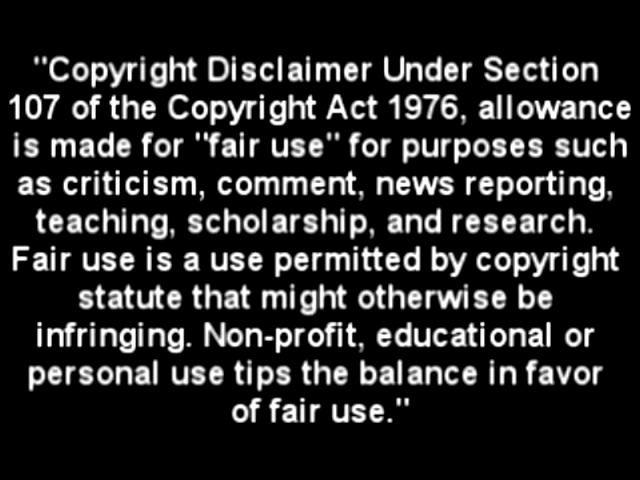 "Copyright Disclaimer Under Section
107 of the Copyright Act 1976, allowance
is made for "fair use" for purposes such
as criticism, comment, news reporting,
teaching, scholarship, and research.
Fair use is a use permitted by copyright
statute that might otherwise be
infringing. Non-profit, educational or
personal use tips the balance in favor
of fair use."